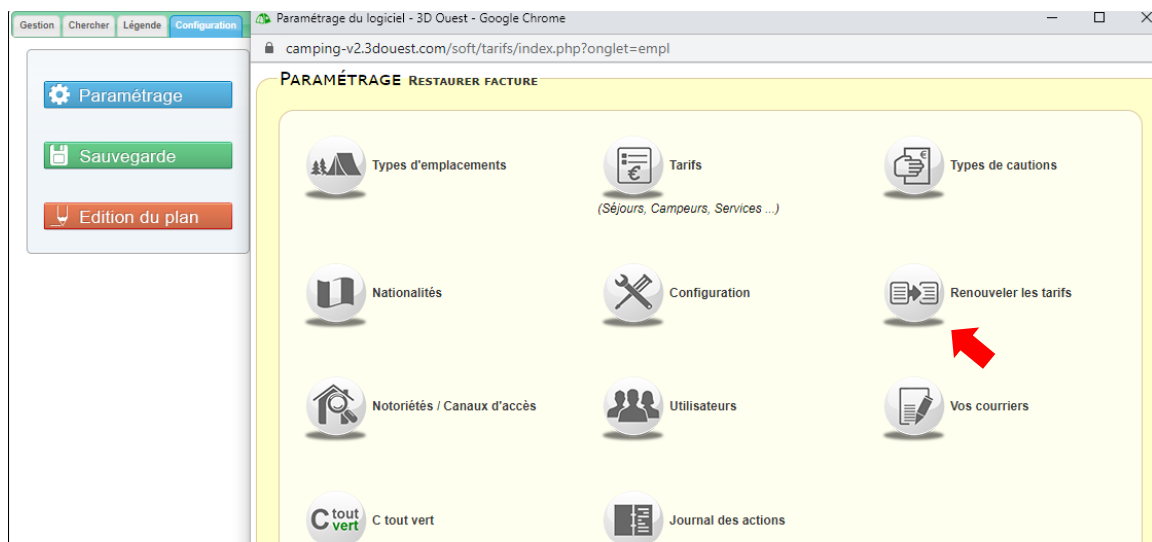 Gestion Chercher Légende Configuration
Paramétrage du logiciel - 3D Ouest - Google Chrome
camping-v2.3douest.com/soft/tarifs/index.php?onglet=empl
Paramétrage
Sauvegarde
Edition du plan
PARAMÉTRAGE RESTAURER FACTURE
Types d'emplacements
Tarifs
(Séjours, Campeurs, Services ...)
Types de cautions
Nationalités
Configuration
Renouveler les tarifs
Notoriétés / Canaux d'accès
Utilisateurs
Vos courriers
C tout vert
C tout vert
Journal des actions